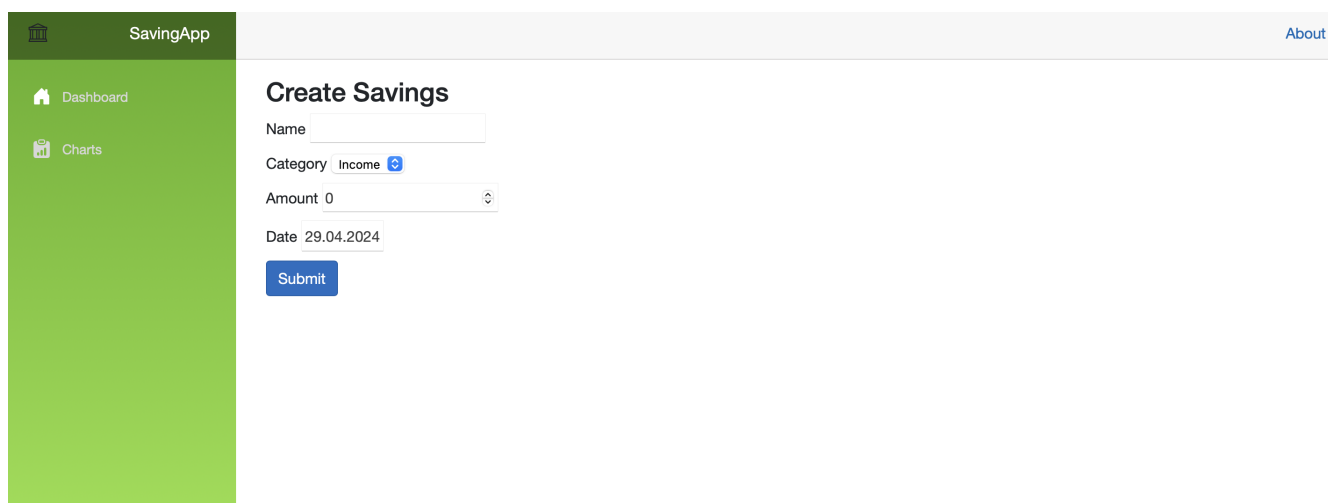 SavingApp
About
Dashboard
Charts
Create Savings
Name
Category Income
Amount 0
Date 29.04.2024
Submit